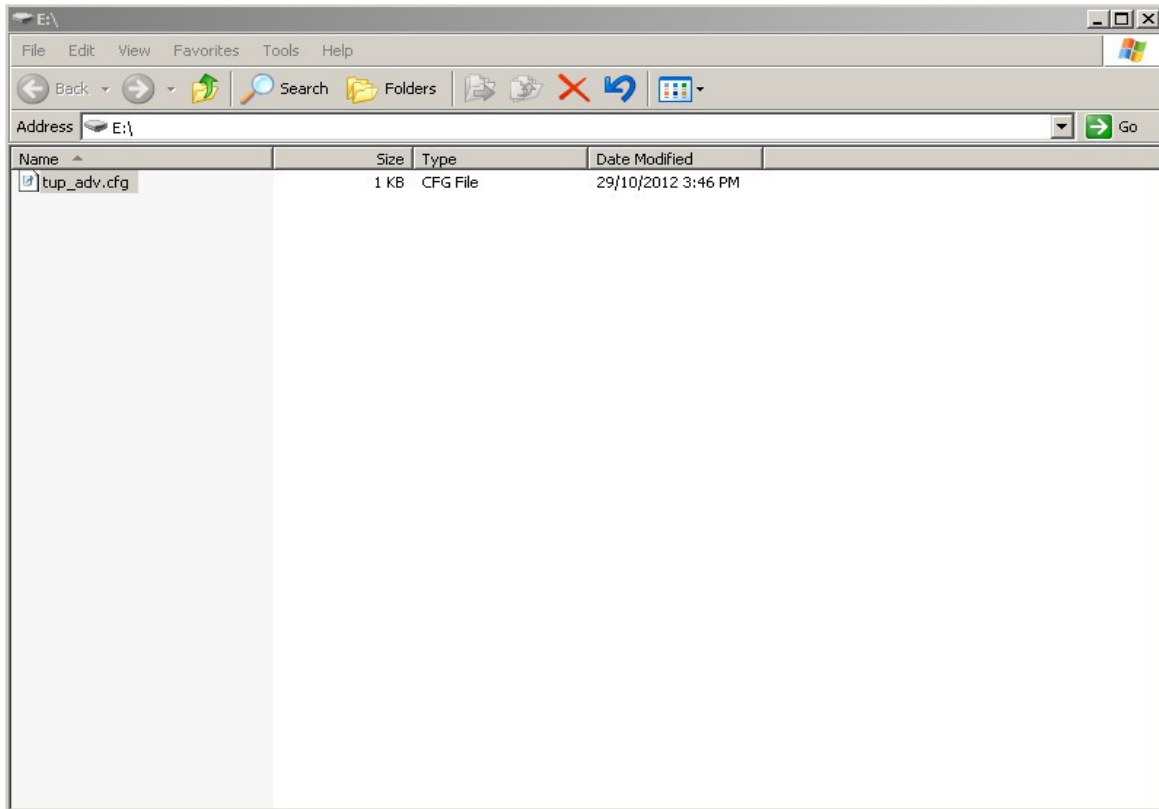 E:\
File Edit View Favorites Tools Help
Back Search Folders
Address E:\ Go
Name Size Type Date Modified
tup_adv.cfg 1 KB CFG File 29/10/2012 3:46 PM